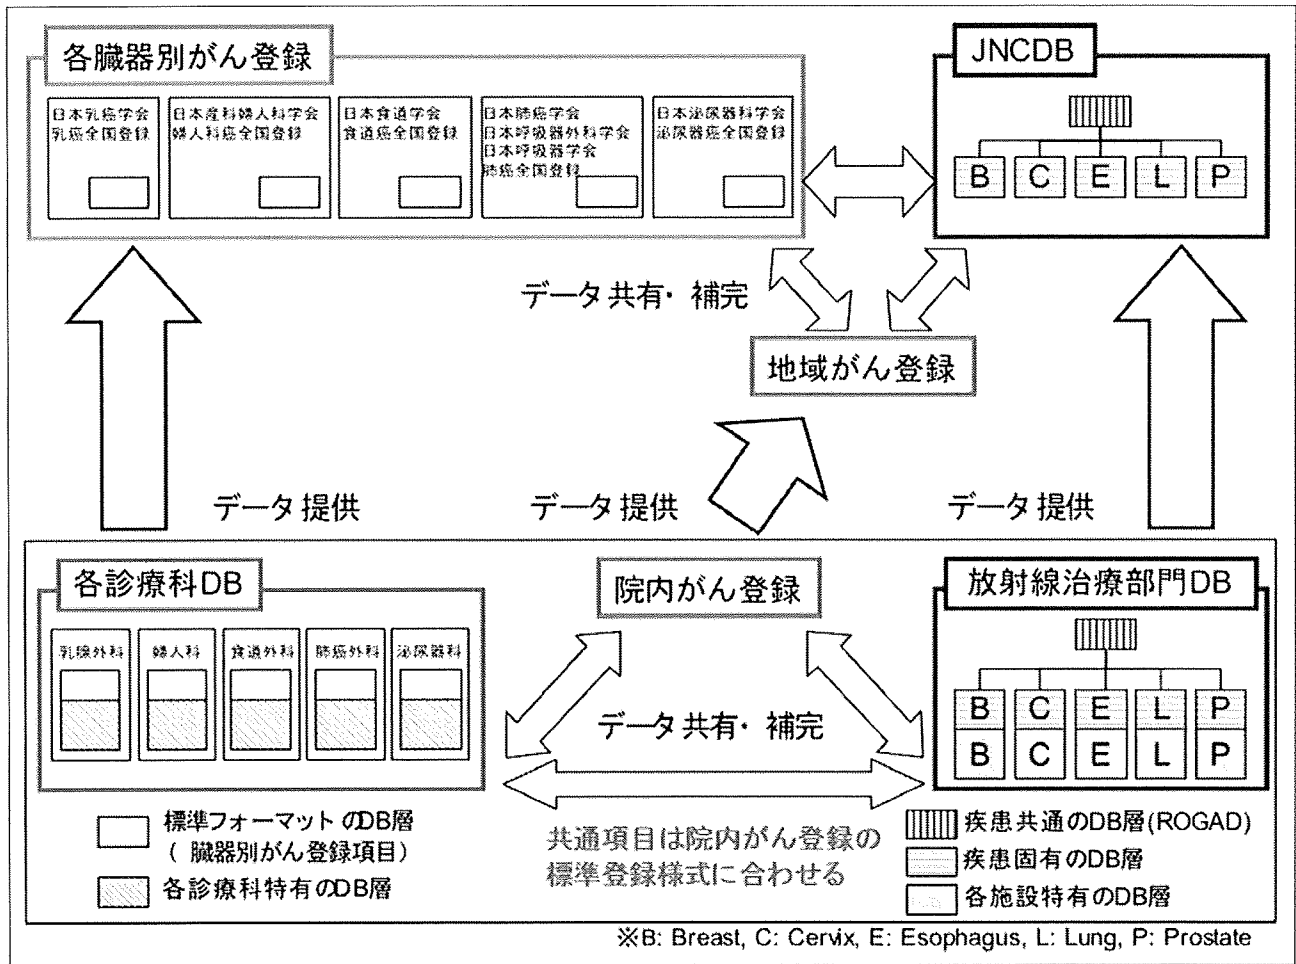 各臓器別がん登録
JNCDB
日本乳癌学会
乳癌全国登録
日本産科婦人科学会
婦人科癌全国登録
日本食道学会
食道癌全国登録
日本肺癌学会
日本呼吸器外科学会
日本呼吸器学会
肺癌全国登録
日本泌尿器科学会
泌尿器癌全国登録
B C E L P
データ共有・補完
地域がん登録
データ提供
データ提供
データ提供
各診療科DB
院内がん登録
放射線治療部門DB
乳腺外科
婦人科
食道外科
肺癌外科
泌尿器科
B C E L P
B C E L P
データ共有・補完
標準フォーマットのDB層
(臓器別がん登録項目)
各診療科特有のDB層
共通項目は院内がん登録の
標準登録様式に合わせる
疾患共通のDB層(ROGAD)
疾患固有のDB層
各施設特有のDB層
※B: Breast, C: Cervix, E: Esophagus, L: Lung, P: Prostate